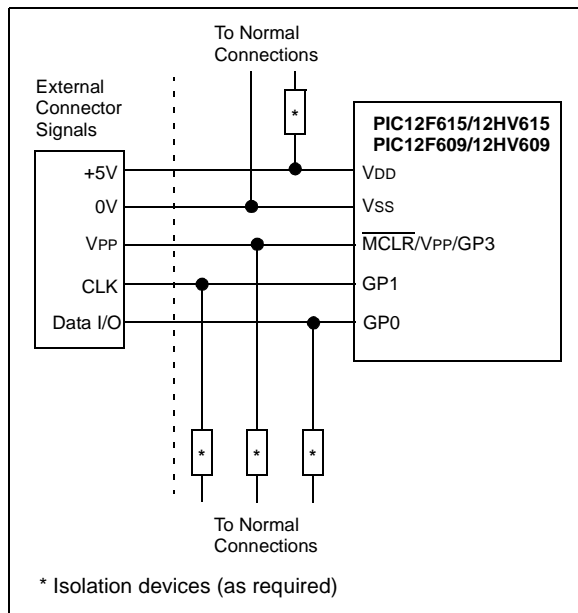 To Normal
Connections
External
Connector
Signals
*
PIC12F615/12HV615
PIC12F609/12HV609
+5V
VDD
0V
VSS
VPP
MCLR/VPP/GP3
CLK
GP1
Data I/O
GP0
* * *
To Normal
Connections
* Isolation devices (as required)